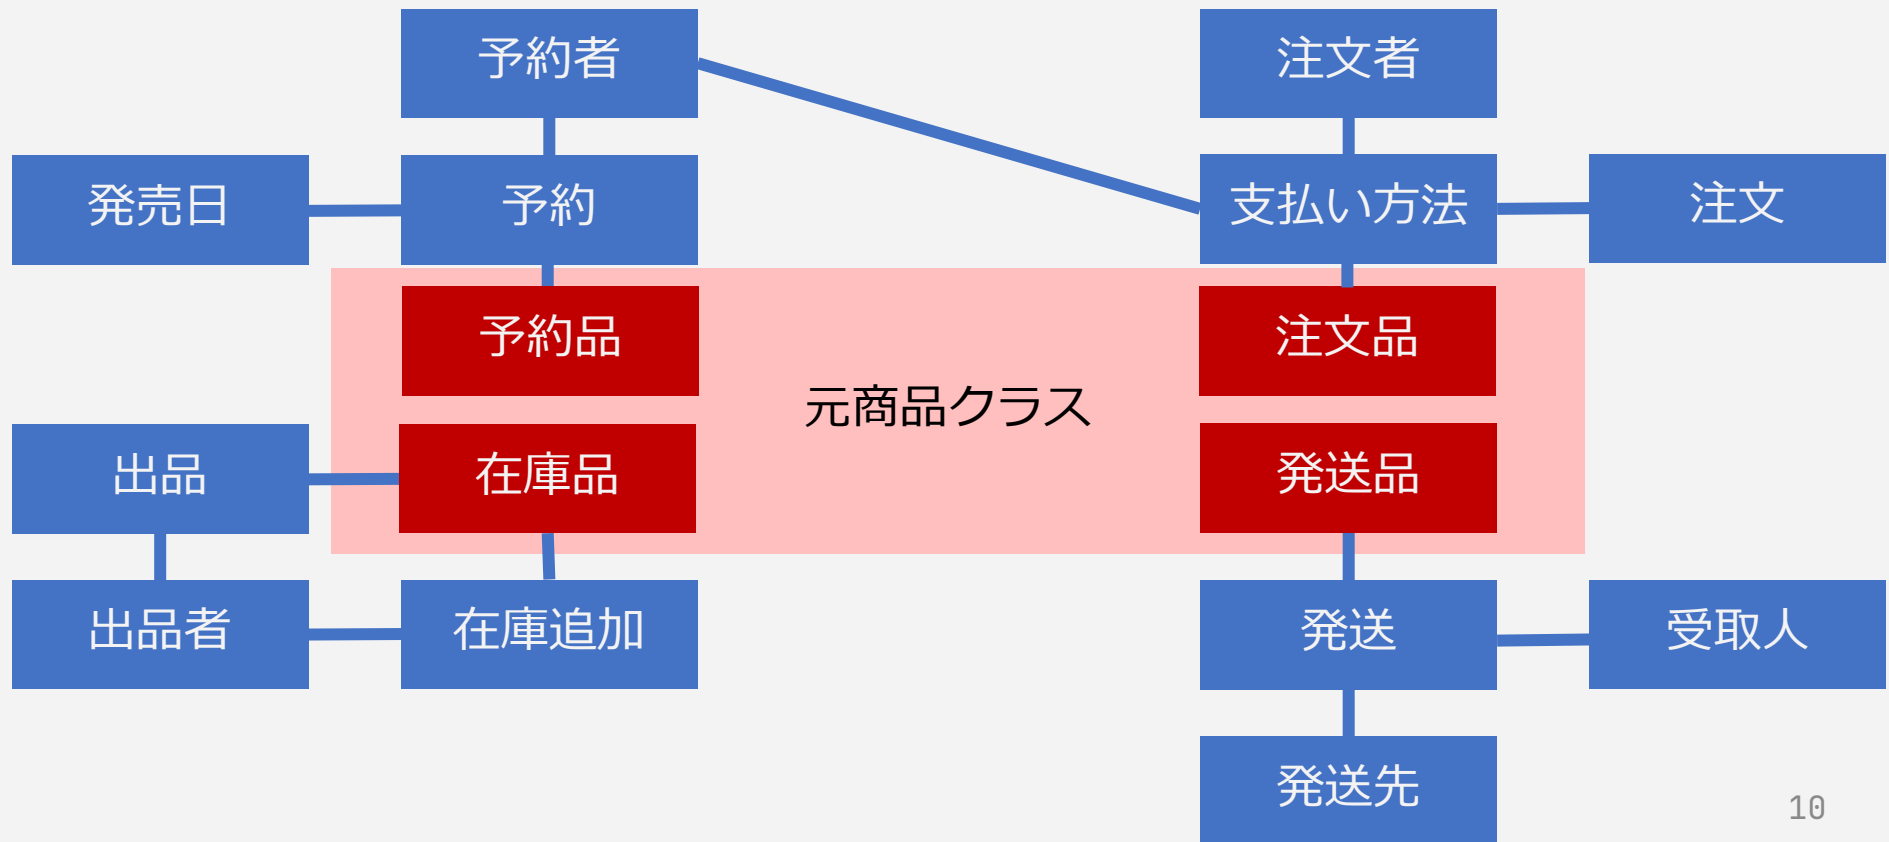 予約者
注文者
発売日
予約
支払い方法
注文
予約品
注文品
元商品クラス
出品
在庫品
発送品
出品者
在庫追加
発送
受取人
発送先
10